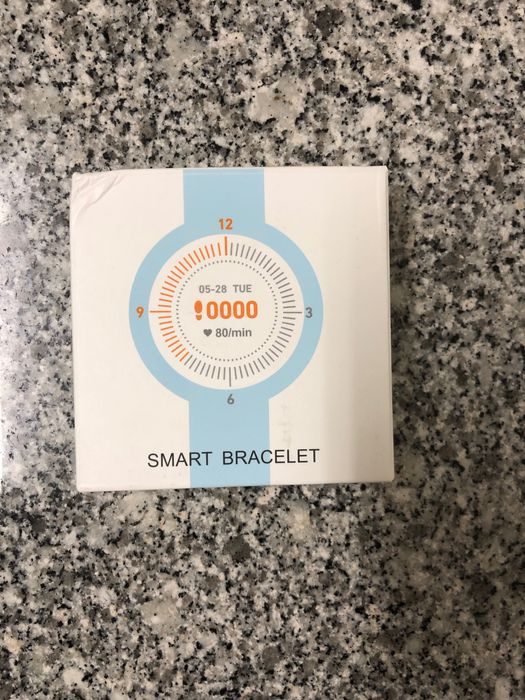 12
05-28 TUE
9
0000
3
80/min
6
SMART BRACELET